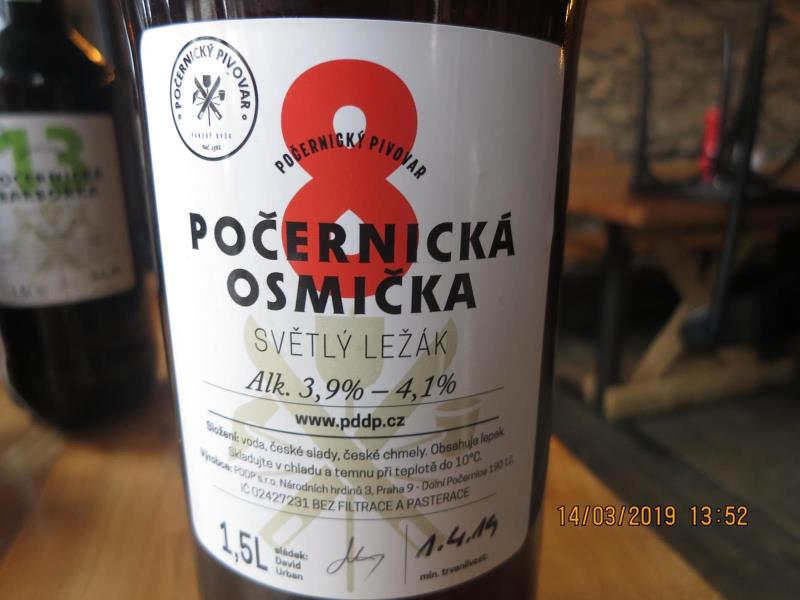 POČERNICKÝ PIVOVAR
PANSKÝ DVŮR
8
POČERNICKÝ PIVOVAR
POČERNICKÁ
OSMIČKA
SVĚTLÝ LEŽÁK
Alk. 3,9% – 4,1%
www.pddp.cz
Složení: voda, české slady, české chmely. Obsahuje lepek.
Skladujte v chladu a temnu při teplotě do 10°C.
Výrobce: PDDP s.r.o. Národních hrdinů 3, Praha 9 - Dolní Počernice 190 12.
IČ 02427231 BEZ FILTRACE A PASTERACE
1,5L
sládek:
David
Urban
1.4.19
min. trvanlivost:
13
14/03/2019 13:52